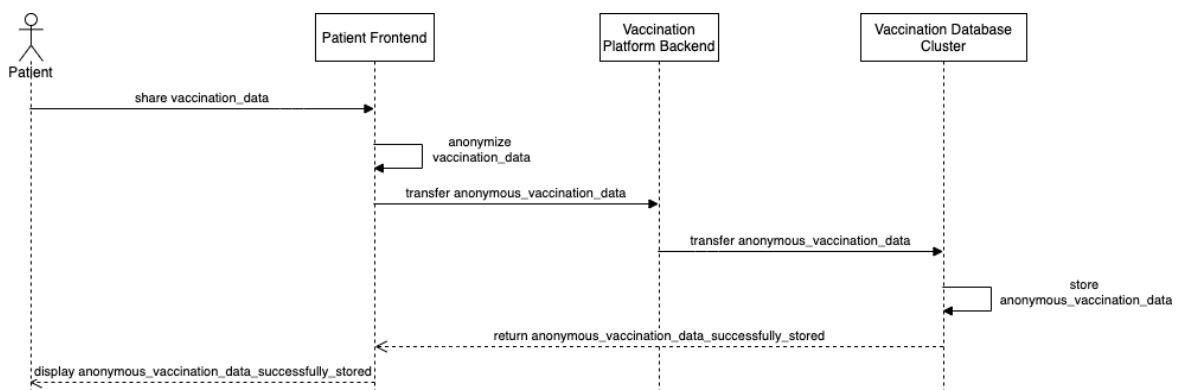 Patient
Patient Frontend
Vaccination
Platform Backend
Vaccination Database
Cluster
share vaccination_data
anonymize
vaccination_data
transfer anonymous_vaccination_data
transfer anonymous_vaccination_data
store
anonymous_vaccination_data
return anonymous_vaccination_data_successfully_stored
display anonymous_vaccination_data_successfully_stored